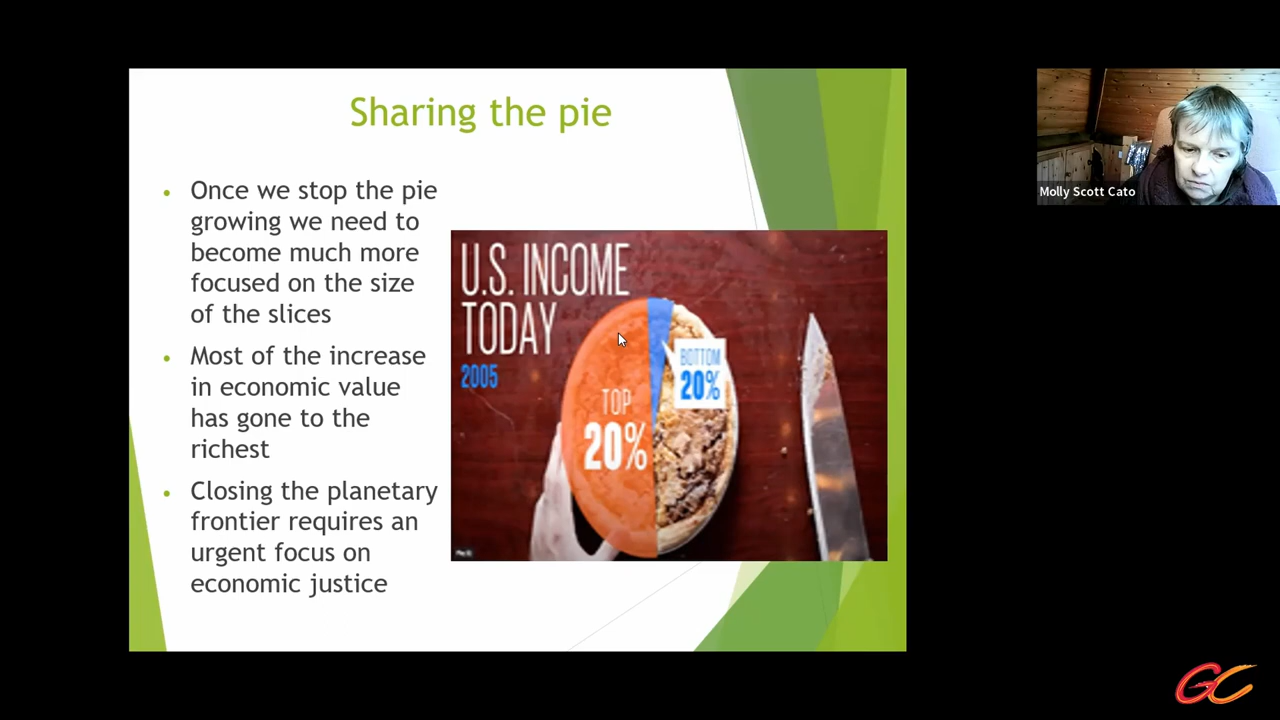 Sharing the pie
Once we stop the pie
growing we need to
become much more
focused on the size
of the slices
Most of the increase
in economic value
has gone to the
richest
Closing the planetary
frontier requires an
urgent focus on
economic justice
U.S. INCOME
TODAY
2005
BOTTOM
20%
TOP
20%
Molly Scott Cato
GC